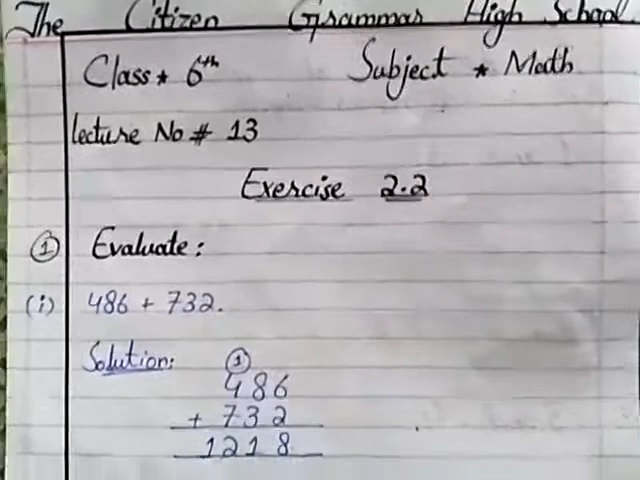 The Citizen Grammar High School
Class * 6th Subject * Math
lecture No # 13
Exercise 2.2
① Evaluate:
(i) 486 + 732.
Solution: ①
486
+ 732
1218